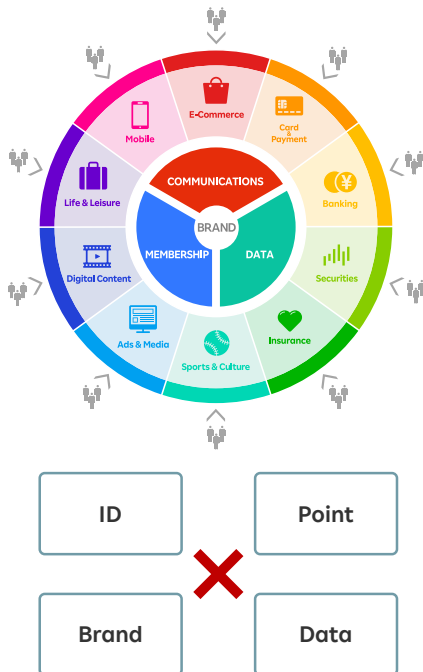 E-Commerce
Card
&
Payment
Banking
Securities
Insurance
Sports & Culture
Ads & Media
Digital Content
Life & Leisure
Mobile
COMMUNICATIONS
BRAND
MEMBERSHIP
DATA
ID
Point
Brand
Data